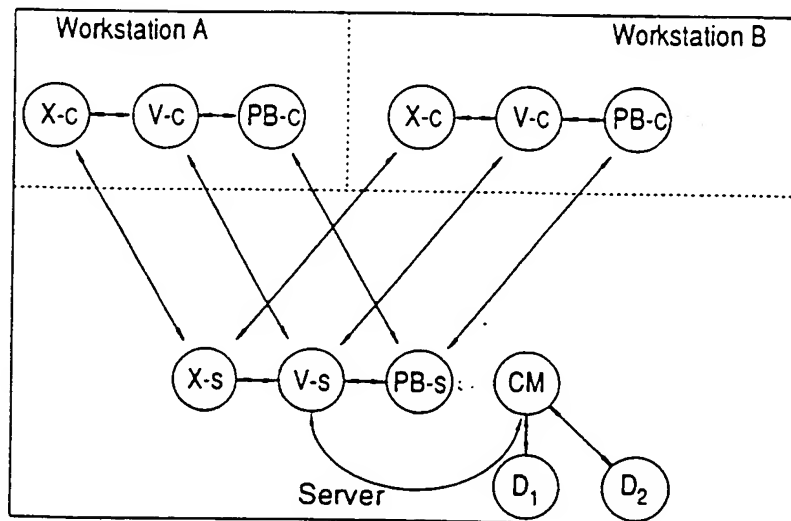 Workstation A
Workstation B
X-c V-c PB-c X-c V-c PB-c
X-s V-s PB-s CM
Server D1 D2